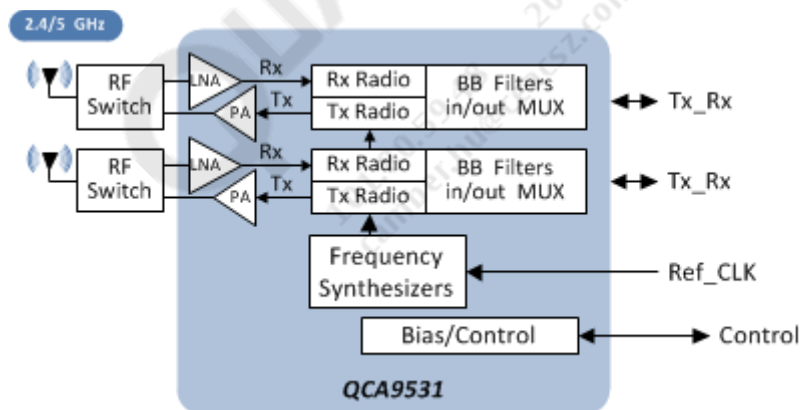 2.4/5 GHz
RF
Switch
LNA
Rx
PA
Tx
Rx Radio
Tx Radio
BB Filters
in/out MUX
Tx_Rx
RF
Switch
LNA
Rx
PA
Tx
Rx Radio
Tx Radio
BB Filters
in/out MUX
Tx_Rx
Frequency
Synthesizers
Ref_CLK
Bias/Control
Control
QCA9531